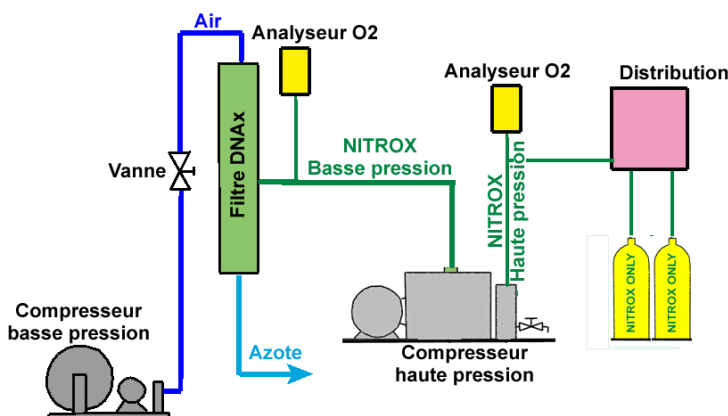 Air
Analyseur O2
Analyseur O2
Distribution
Filtre DNAx
NITROX
Basse pression
Vanne
NITROX
Haute pression
NITROX ONLY
NITROX ONLY
Compresseur
basse pression
Azote
Compresseur
haute pression